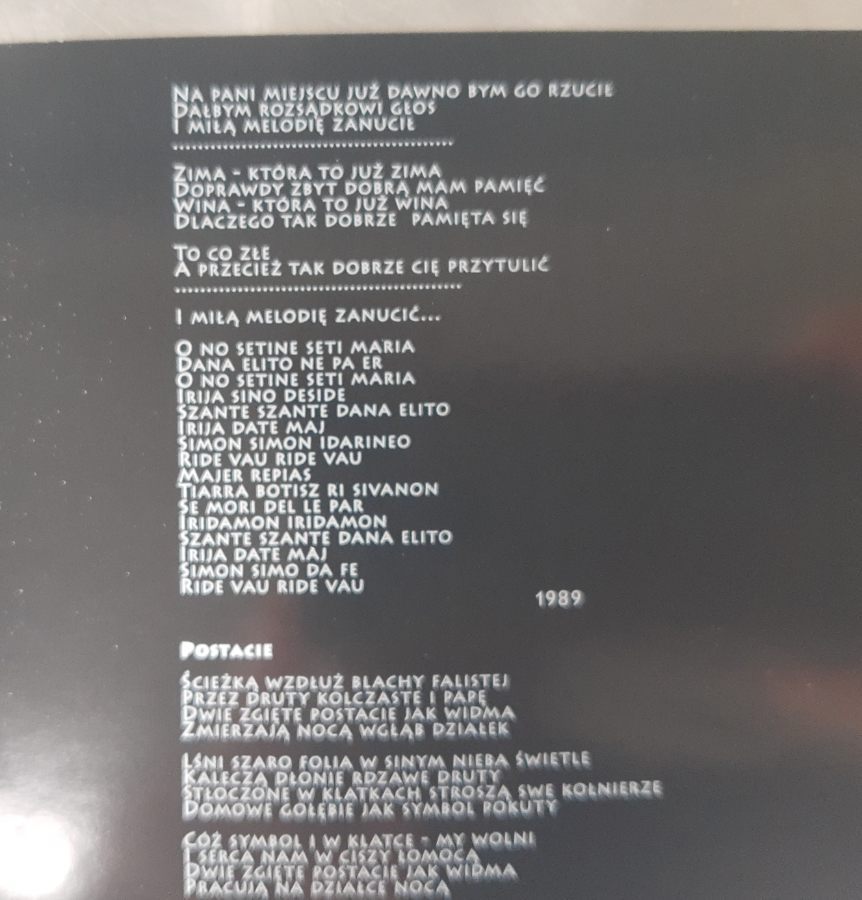 NA PANI MIEJSCU JUŻ DAWNO BYM GO RZUCIŁ
DAŁBYM ROZSĄDKOWI GŁOS
I MIŁĄ MELODIĘ ZANUCIŁ
............................................
ZIMA - KTÓRA TO JUŻ ZIMA
DOPRAWDY ZBYT DOBRĄ MAM PAMIĘĆ
WINA - KTÓRA TO JUŻ WINA
DLACZEGO TAK DOBRZE PAMIĘTA SIĘ
TO CO ZŁE
A PRZECIEŻ TAK DOBRZE CIĘ PRZYTULIĆ
............................................
I MIŁĄ MELODIĘ ZANUCIĆ...
O NO SETINE SETI MARIA
DANA ELITO NE PA ER
O NO SETINE SETI MARIA
IRIJA SINO DESIDE
SZANTE SZANTE DANA ELITO
IRIJA DATE MAJ
SIMON SIMON IDARINEO
RIDE VAU RIDE VAU
MAJER REPIAS
TIARRA BOTISZ RI SIVANON
SE MORI DEL LE PAR
IRIDAMON IRIDAMON
SZANTE SZANTE DANA ELITO
IRIJA DATE MAJ
SIMON SIMO DA FE
RIDE VAU RIDE VAU
1989
POSTACIE
ŚCIEŻKĄ WZDŁUŻ BLACHY FALISTEJ
PRZEZ DRUTY KOLCZASTE I PAPĘ
DWIE ZGIĘTE POSTACIE JAK WIDMA
ZMIERZAJĄ NOCĄ WGŁĄB DZIAŁEK
LŚNI SZARO FOLIA W SINYM NIEBA ŚWIETLE
KALECZĄ DŁONIE RDZAWE DRUTY
STŁOCZONE W KLATKACH STROSZĄ SWE KOŁNIERZE
DOMOWE GOŁĘBIE JAK SYMBOL POKUTY
CÓŻ SYMBOL I W KLATCE - MY WOLNI
I SERCA NAM W CISZY ŁOMOCĄ
DWIE ZGIĘTE POSTACIE JAK WIDMA
PRACUJĄ NA DZIAŁCE NOCĄ